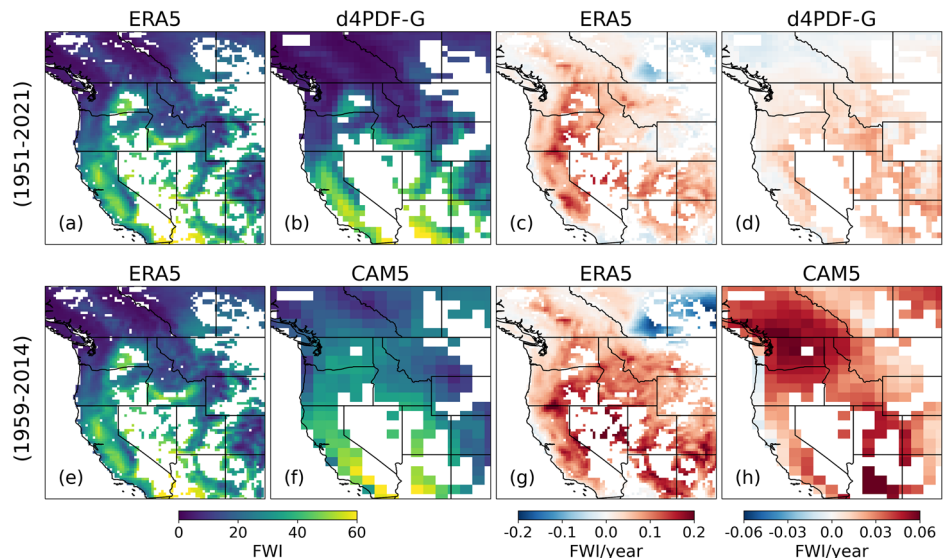 ERA5 d4PDF-G ERA5 d4PDF-G
(1951-2021)
(a) (b) (c) (d)
ERA5 CAM5 ERA5 CAM5
(1959-2014)
(e) (f) (g) (h)
0 20 40 60 -0.2 -0.1 0.0 0.1 0.2 -0.06 -0.03 0.0 0.03 0.06
FWI FWI/year FWI/year